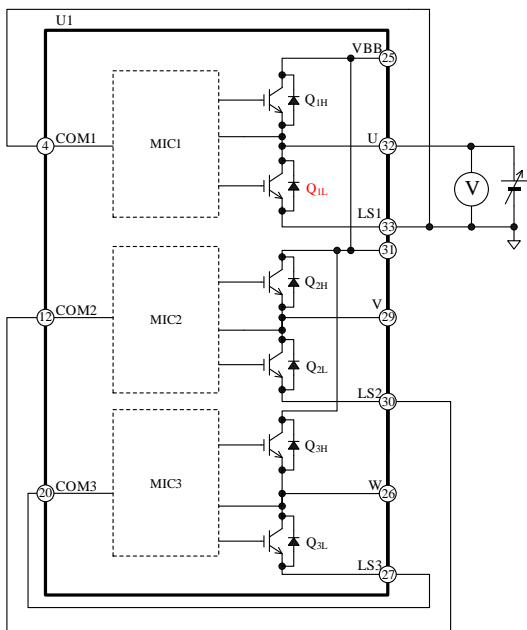 U1
VBB
25
Q1H
4
COM1
MIC1
U
32
V
Q1L
LS1
33
31
Q2H
12
COM2
MIC2
V
29
Q2L
LS2
30
Q3H
20
COM3
MIC3
W
26
Q3L
LS3
27